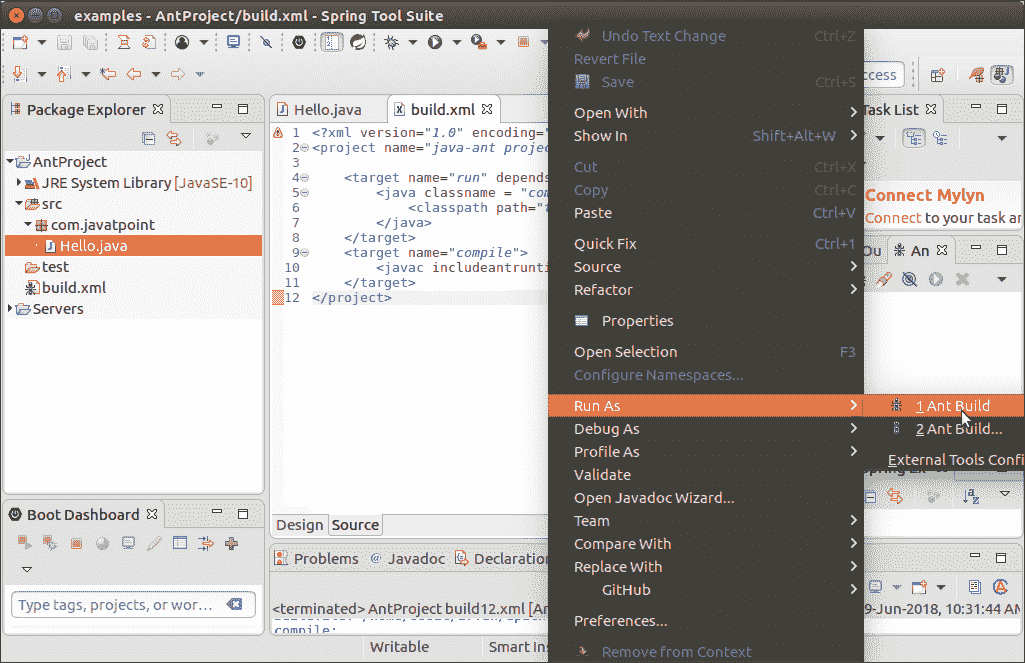 examples - AntProject/build.xml - Spring Tool Suite
Package Explorer
AntProject
JRE System Library [JavaSE-10]
src
com.javatpoint
Hello.java
test
build.xml
Servers
Boot Dashboard
Type tags, projects, or wor...
Hello.java
build.xml
1 <?xml version="1.0" encoding="
2 <project name="java-ant proje
3
4 <target name="run" depends
5 <java classname = "com
6 <classpath path="
7 </java>
8 </target>
9 <target name="compile">
10 <javac includeantrunti
11 </target>
12 </project>
Design Source
Problems @ Javadoc Declaration
<terminated> AntProject build12.xml [An
compile:
Writable
Smart Ins
Undo Text Change Ctrl+Z
Revert File
Save Ctrl+S
Open With
Show In Shift+Alt+W
Cut Ctrl+X
Copy Ctrl+C
Paste Ctrl+V
Quick Fix Ctrl+1
Source
Refactor
Properties
Open Selection F3
Configure Namespaces...
Run As
Debug As
Profile As
Validate
Open Javadoc Wizard...
Team
Compare With
Replace With
GitHub
Preferences...
Remove from Context
1 Ant Build
2 Ant Build...
External Tools Confi
ccess
Task List
Connect Mylyn
Connect to your task an
Ou An
9-Jun-2018, 10:31:44 AM